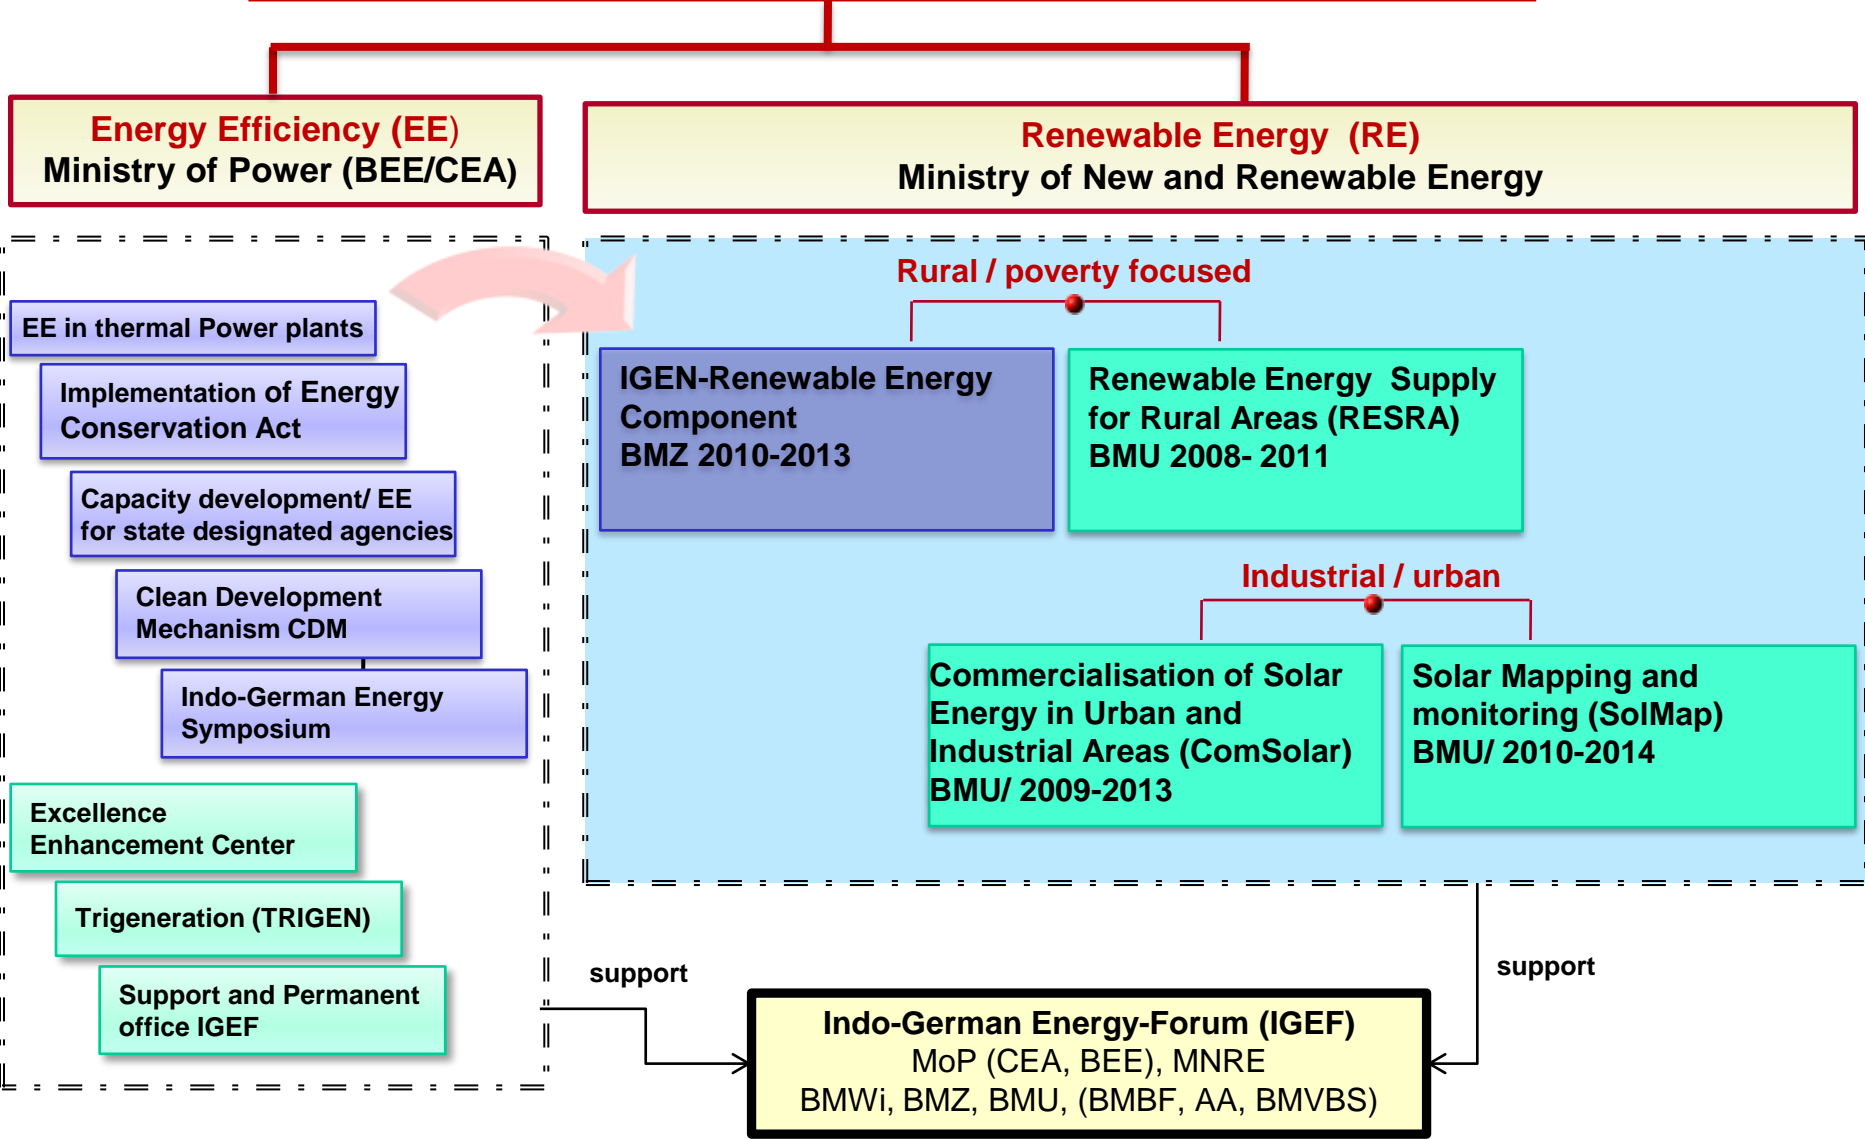 Energy Efficiency (EE)
Ministry of Power (BEE/CEA)
Renewable Energy  (RE)
Ministry of New and Renewable Energy
EE in thermal Power plants
Implementation of Energy
Conservation Act
Capacity development/ EE
for state designated agencies
Clean Development
Mechanism CDM
Indo-German Energy
Symposium
Excellence
Enhancement Center
Trigeneration (TRIGEN)
Support and Permanent
office IGEF
Rural / poverty focused
IGEN-Renewable Energy
Component
BMZ 2010-2013
Renewable Energy  Supply
for Rural Areas (RESRA)
BMU 2008- 2011
Industrial / urban
Commercialisation of Solar
Energy in Urban and
Industrial Areas (ComSolar)
BMU/ 2009-2013
Solar Mapping and
monitoring (SolMap)
BMU/ 2010-2014
support
support
Indo-German Energy-Forum (IGEF)
MoP (CEA, BEE), MNRE
BMWi, BMZ, BMU, (BMBF, AA, BMVBS)